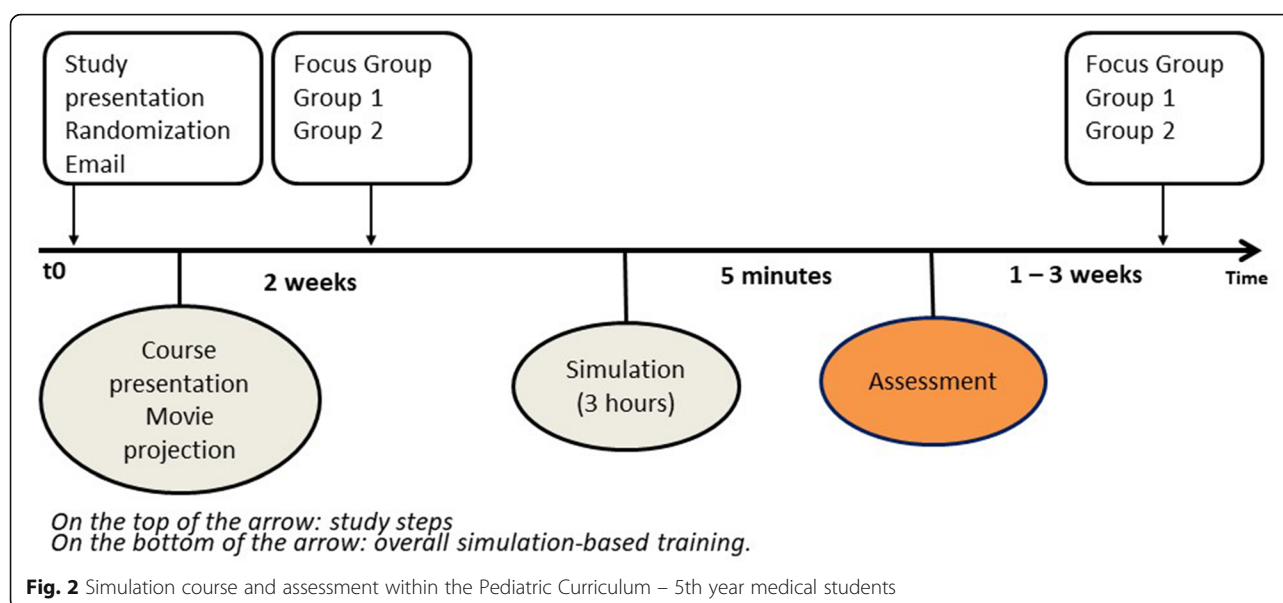 Study
presentation
Randomization
Email
Focus Group
Group 1
Group 2
Focus Group
Group 1
Group 2
t0
2 weeks
5 minutes
1 – 3 weeks
Time
Course
presentation
Movie
projection
Simulation
(3 hours)
Assessment
On the top of the arrow: study steps
On the bottom of the arrow: overall simulation-based training.
Fig. 2 Simulation course and assessment within the Pediatric Curriculum – 5th year medical students